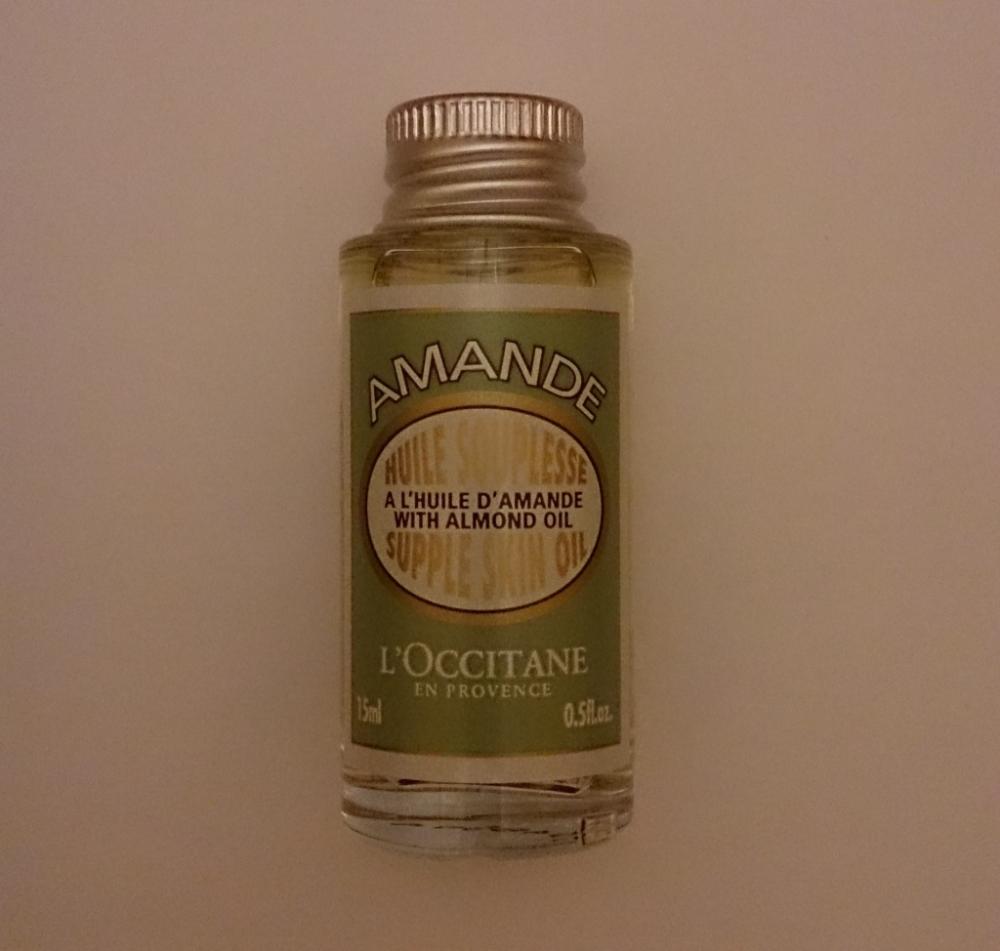 AMANDE
HUILE SOUPLESSE
A L'HUILE D'AMANDE
WITH ALMOND OIL
SUPPLE SKIN OIL
L'OCCITANE
EN PROVENCE
15ml 0.5fl.oz.